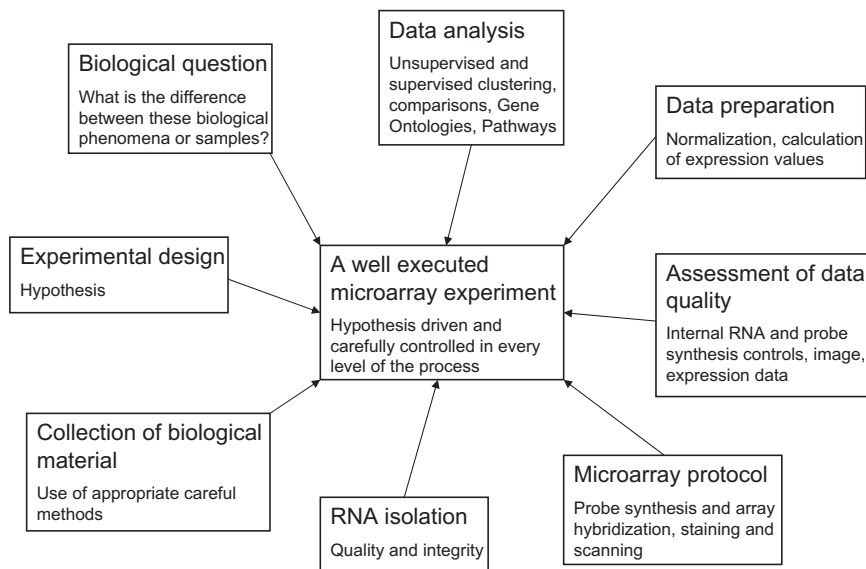 Biological question
What is the difference
between these biological
phenomena or samples?
Data analysis
Unsupervised and
supervised clustering,
comparisons, Gene
Ontologies, Pathways
Data preparation
Normalization, calculation
of expression values
Experimental design
Hypothesis
A well executed
microarray experiment
Hypothesis driven and
carefully controlled in every
level of the process
Assessment of data
quality
Internal RNA and probe
synthesis controls, image,
expression data
Collection of biological
material
Use of appropriate careful
methods
RNA isolation
Quality and integrity
Microarray protocol
Probe synthesis and array
hybridization, staining and
scanning